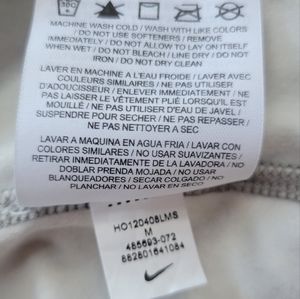 360
MACHINE WASH COLD / WASH WITH LIKE COLORS
/ DO NOT USE SOFTENERS / REMOVE
IMMEDIATELY / DO NOT ALLOW TO LAY ON ITSELF
WHEN WET / DO NOT BLEACH / LINE DRY / DO NOT
IRON / DO NOT DRY CLEAN
LAVER EN MACHINE A L'EAU FROIDE / LAVER AVEC
COULEURS SIMILAIRES / NE PAS UTILISER
D'ADOUCISSEUR / ENLEVER IMMEDIATEMENT / NE
PAS LAISSER LE VÊTEMENT PLIÉ LORSQU'IL EST
MOUILLÉ / NE PAS UTILISER D'EAU DE JAVEL /
SUSPENDRE POUR SECHER / NE PAS REPASSER /
NE PAS NETTOYER A SEC
LAVAR A MAQUINA EN AGUA FRIA / LAVAR CON
COLORES SIMILARES / NO USAR SUAVIZANTES /
RETIRAR INMEDIATAMENTE DE LA LAVADORA / NO
DOBLAR PRENDA MOJADA / NO USAR
BLANQUEADORES / SECAR COLGADO / NO
PLANCHAR / NO LAVAR EN SECO
HO120408LMS
M
485693-072
882801641084